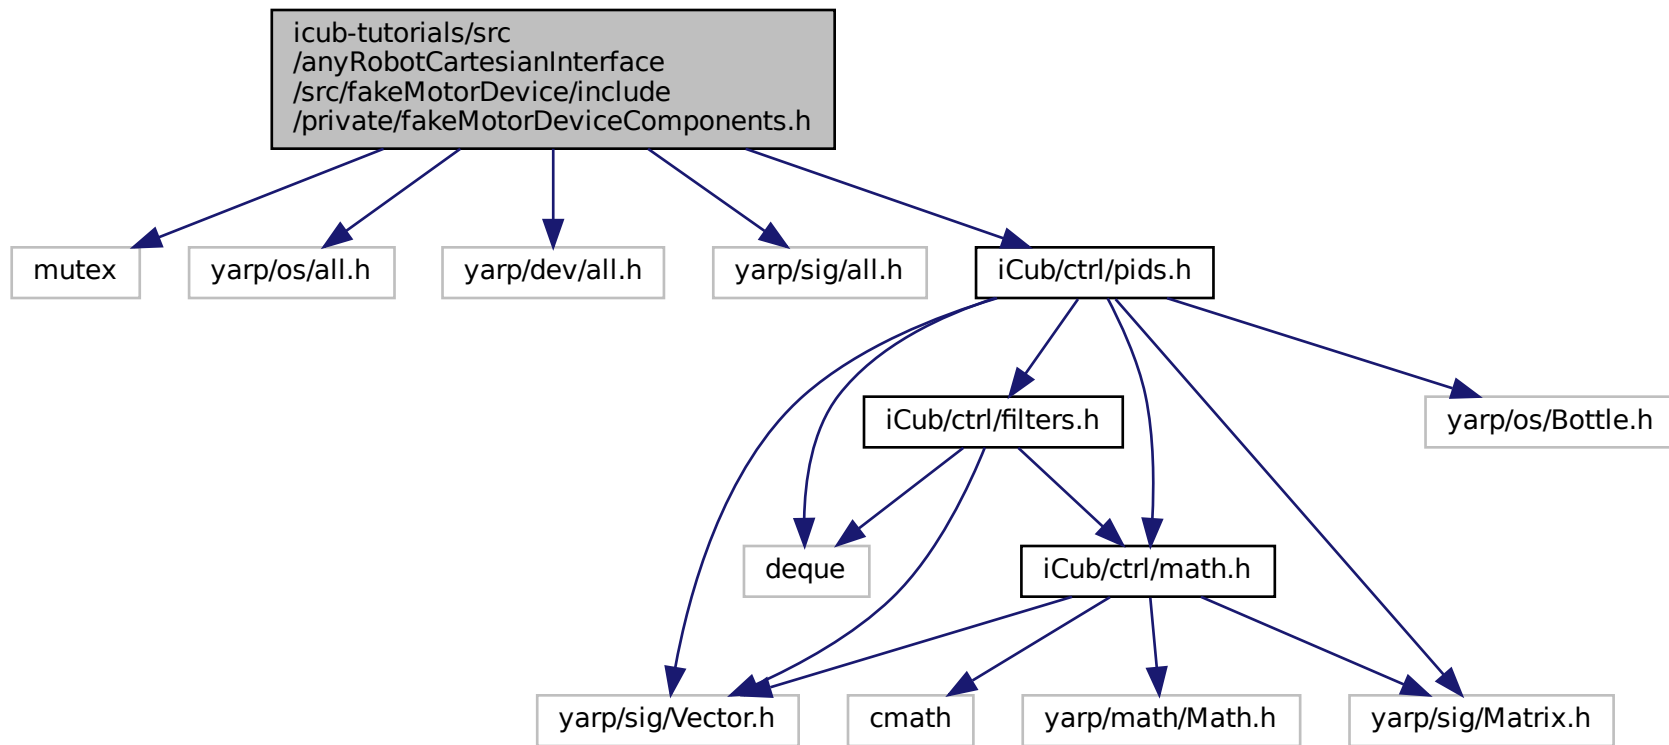 icub-tutorials/src
/anyRobotCartesianInterface
/src/fakeMotorDevice/include
/private/fakeMotorDeviceComponents.h
mutex
yarp/os/all.h
yarp/dev/all.h
yarp/sig/all.h
iCub/ctrl/pids.h
iCub/ctrl/filters.h
yarp/os/Bottle.h
deque
iCub/ctrl/math.h
yarp/sig/Vector.h
cmath
yarp/math/Math.h
yarp/sig/Matrix.h